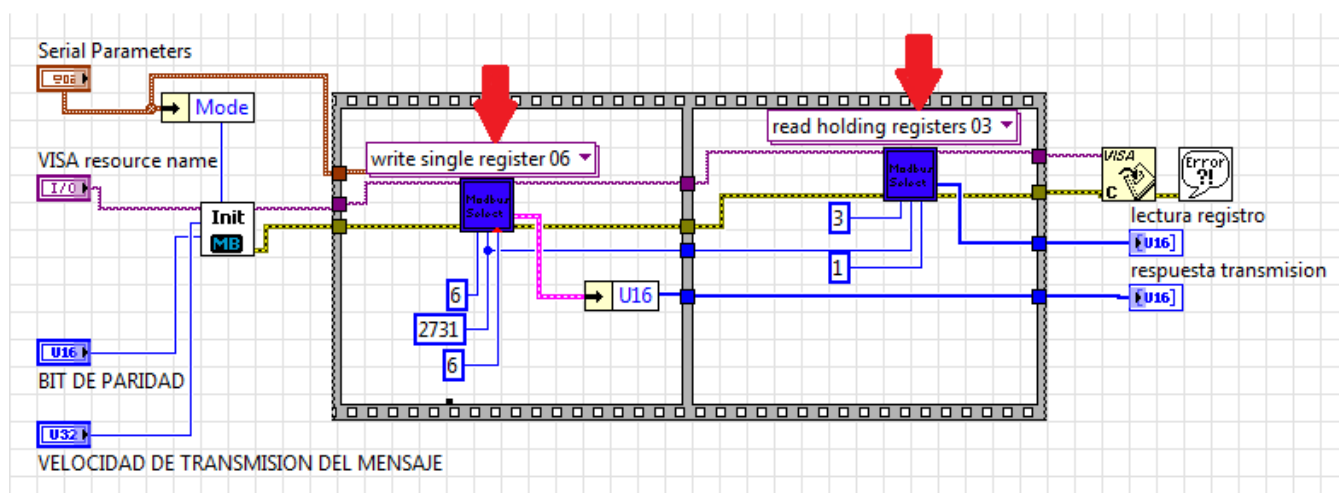 Serial Parameters
Mode
VISA resource name
I/O
Init
MB
write single register 06
Modbus
Select
6
2731
6
U16
read holding registers 03
Modbus
Select
3
1
VISA
C
Error
?!
lectura registro
U16
respuesta transmision
U16
U16
BIT DE PARIDAD
U32
VELOCIDAD DE TRANSMISION DEL MENSAJE